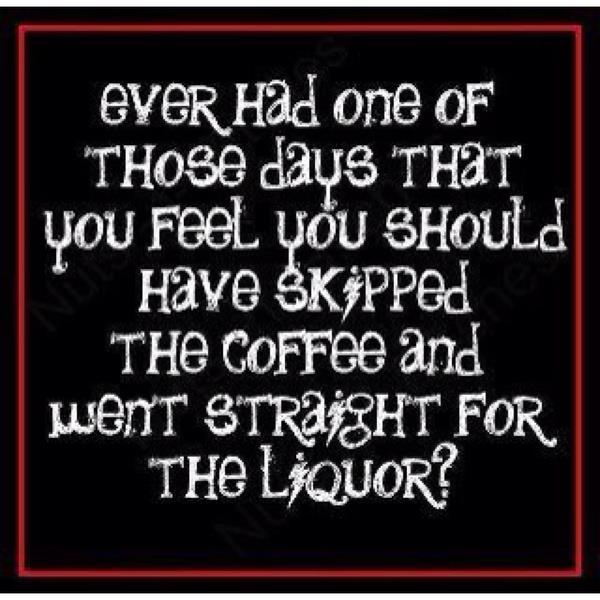 ever Had one of
those days that
you feel you should
have skipped
the coffee and
went straight for
the liquor?